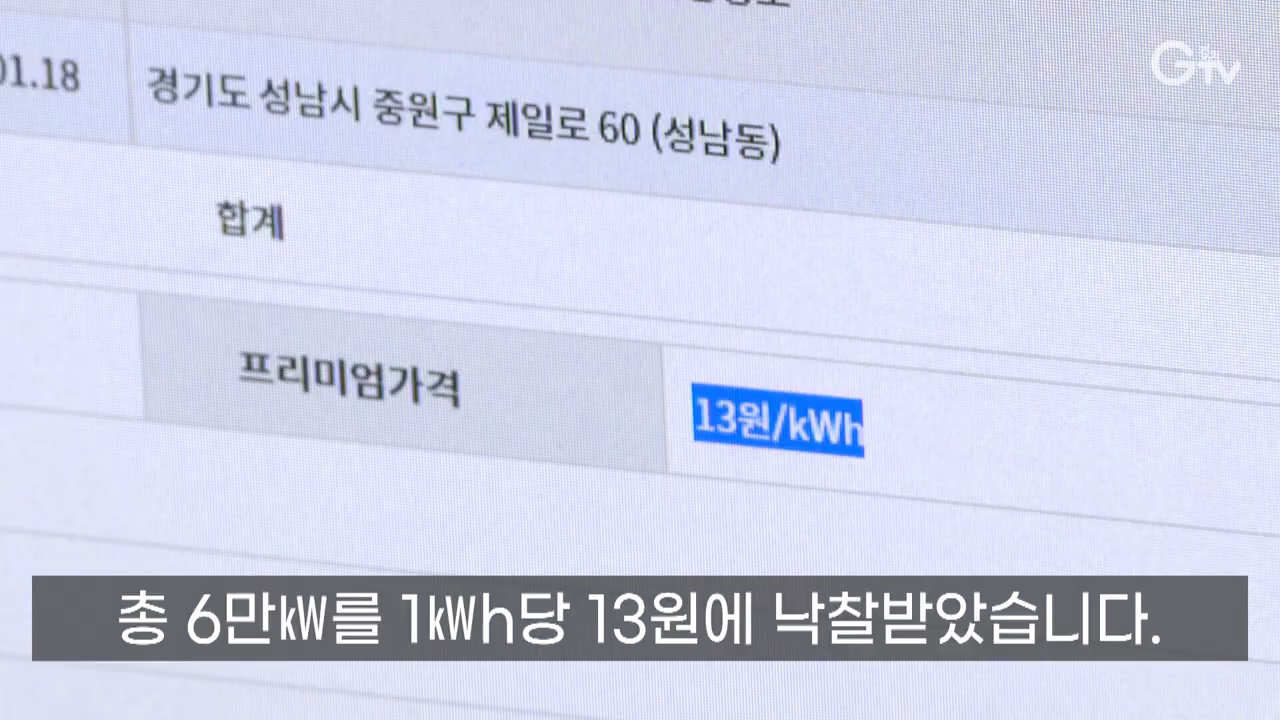 01.18 경기도 성남시 중원구 제일로 60 (성남동)
합계
프리미엄가격 13원/kWh
총 6만㎾를 1㎾h당 13원에 낙찰받았습니다.